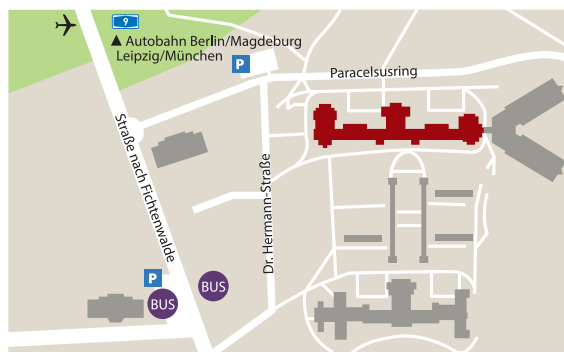 9
▲ Autobahn Berlin/Magdeburg
Leipzig/München
P
Paracelsusring
Straße nach Fichtenwalde
Dr. Hermann-Straße
P
BUS
BUS